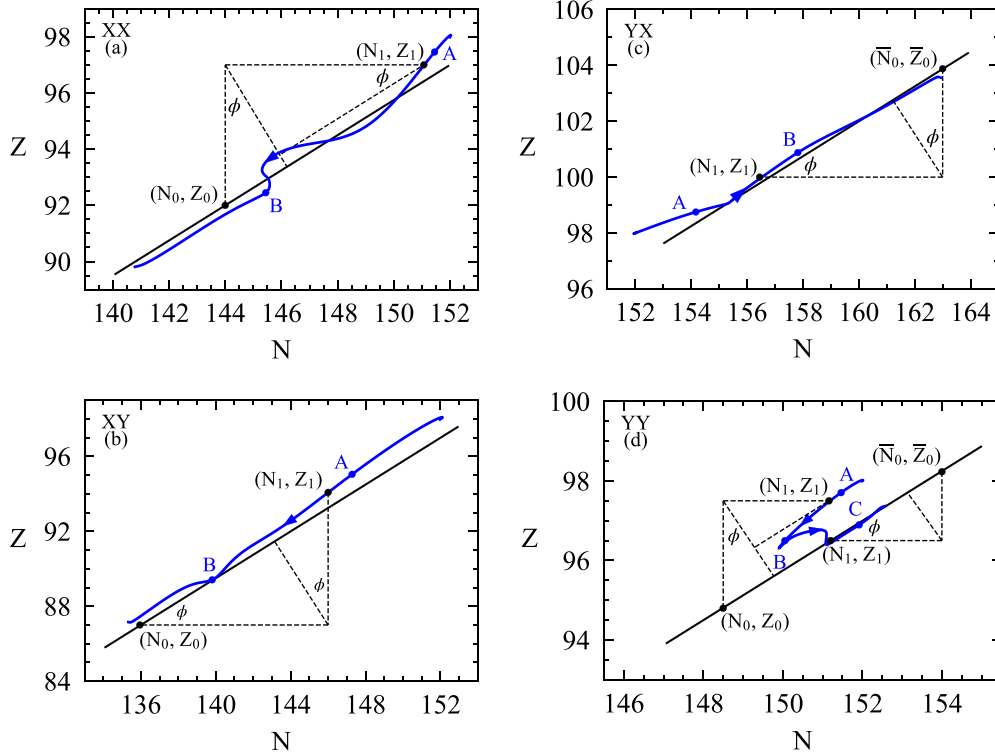 XX
(a)
98
96
94
92
90
Z
(N₁, Z₁)
A
ϕ
ϕ
(N₀, Z₀)
B
140 142 144 146 148 150 152
N
YX
(c)
106
104
102
100
98
96
Z
(N̅₀, Z̅₀)
B
ϕ
(N₁, Z₁)
ϕ
A
152 154 156 158 160 162 164
N
XY
(b)
96
92
88
84
Z
A
(N₁, Z₁)
B
ϕ
ϕ
(N₀, Z₀)
136 140 144 148 152
N
YY
(d)
100
98
96
94
Z
(N̅₀, Z̅₀)
A
(N₁, Z₁)
C
ϕ
ϕ
B
(N₁, Z₁)
(N₀, Z₀)
146 148 150 152 154
N